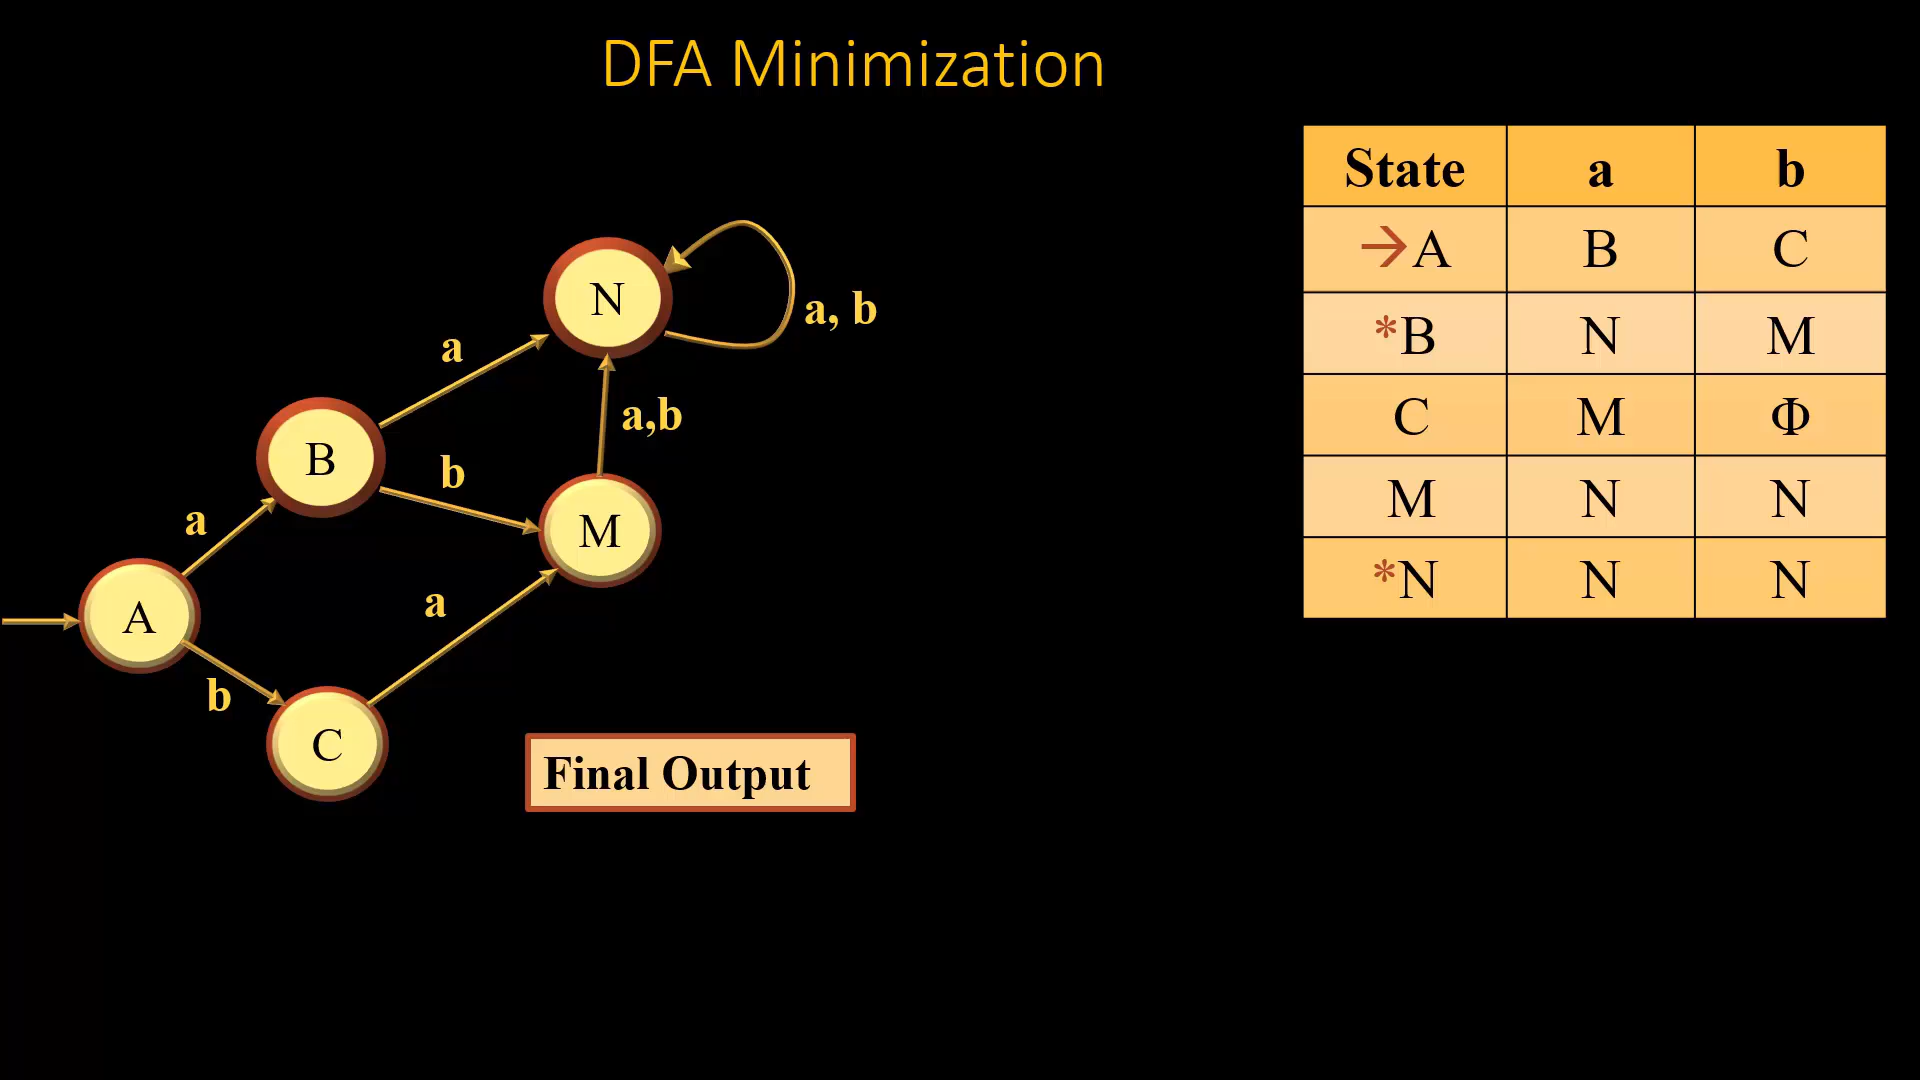 DFA Minimization
State a b
→A B C
*B N M
C M Φ
M N N
*N N N
N
a, b
a
a,b
B
b
M
a
a
A
b
C
Final Output